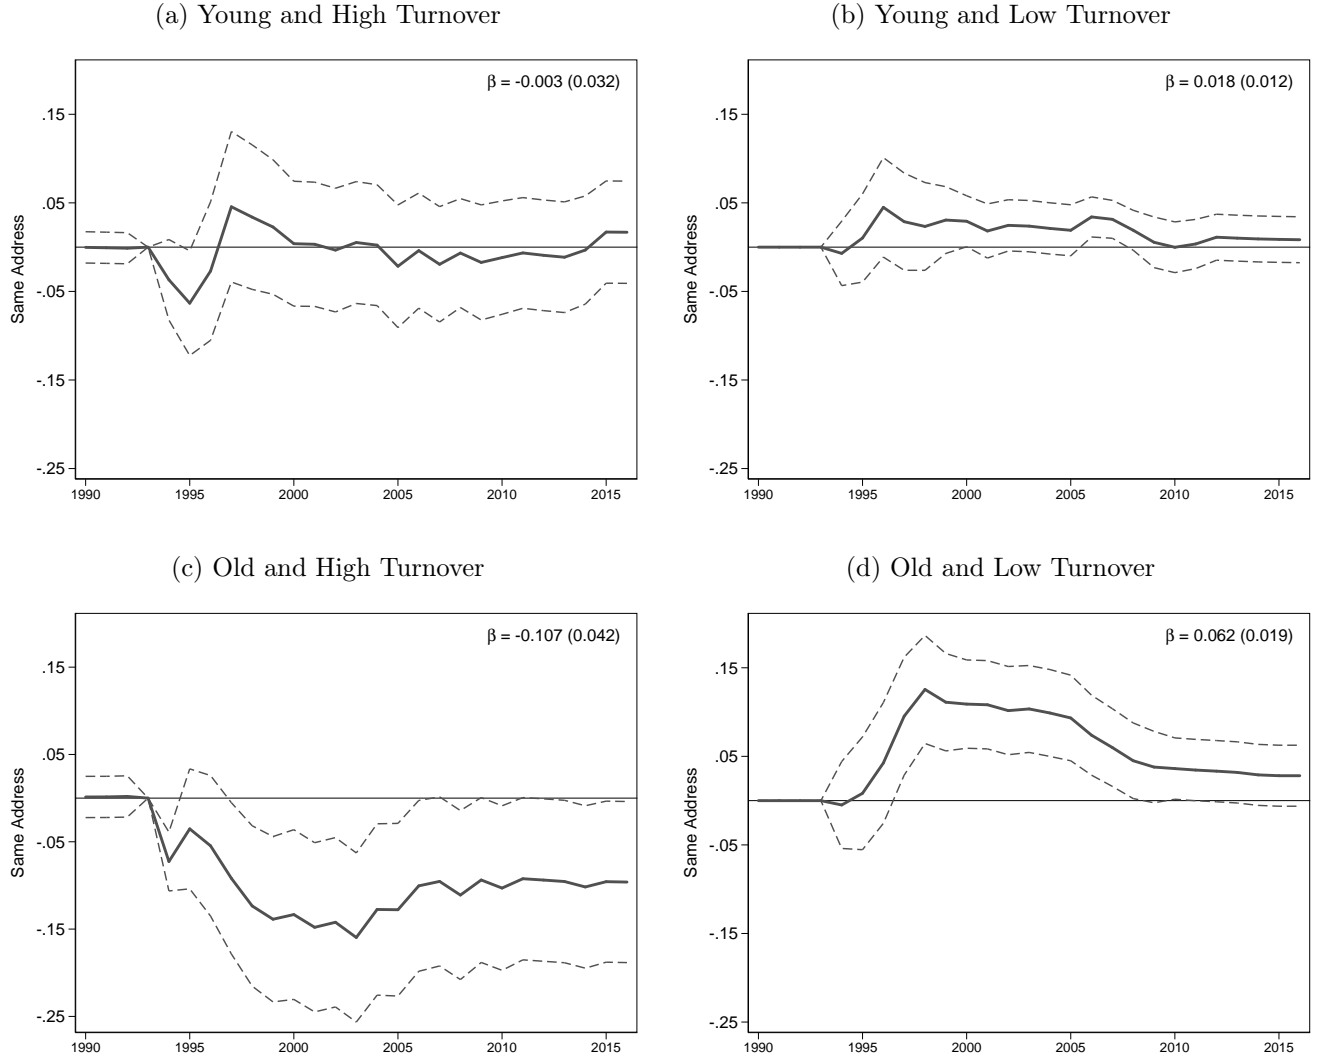 (a) Young and High Turnover
β = -0.003 (0.032)
Same Address
.15
.05
-.05
-.15
-.25
1990 1995 2000 2005 2010 2015
(b) Young and Low Turnover
β = 0.018 (0.012)
Same Address
.15
.05
-.05
-.15
-.25
1990 1995 2000 2005 2010 2015
(c) Old and High Turnover
β = -0.107 (0.042)
Same Address
.15
.05
-.05
-.15
-.25
1990 1995 2000 2005 2010 2015
(d) Old and Low Turnover
β = 0.062 (0.019)
Same Address
.15
.05
-.05
-.15
-.25
1990 1995 2000 2005 2010 2015